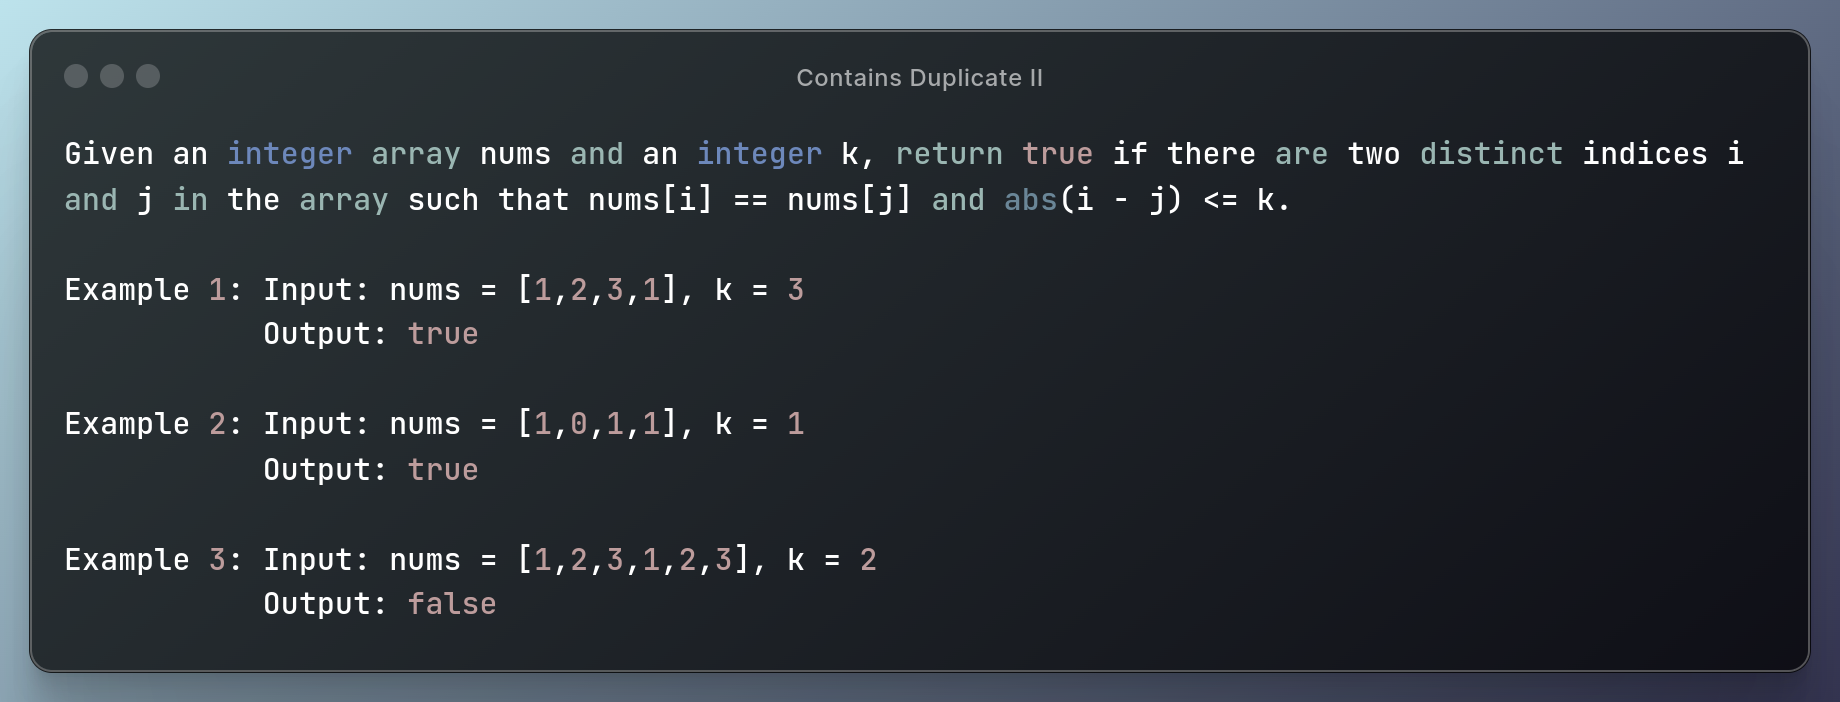 Contains Duplicate II
Given an integer array nums and an integer k, return true if there are two distinct indices i
and j in the array such that nums[i] == nums[j] and abs(i - j) <= k.
Example 1: Input: nums = [1,2,3,1], k = 3
Output: true
Example 2: Input: nums = [1,0,1,1], k = 1
Output: true
Example 3: Input: nums = [1,2,3,1,2,3], k = 2
Output: false